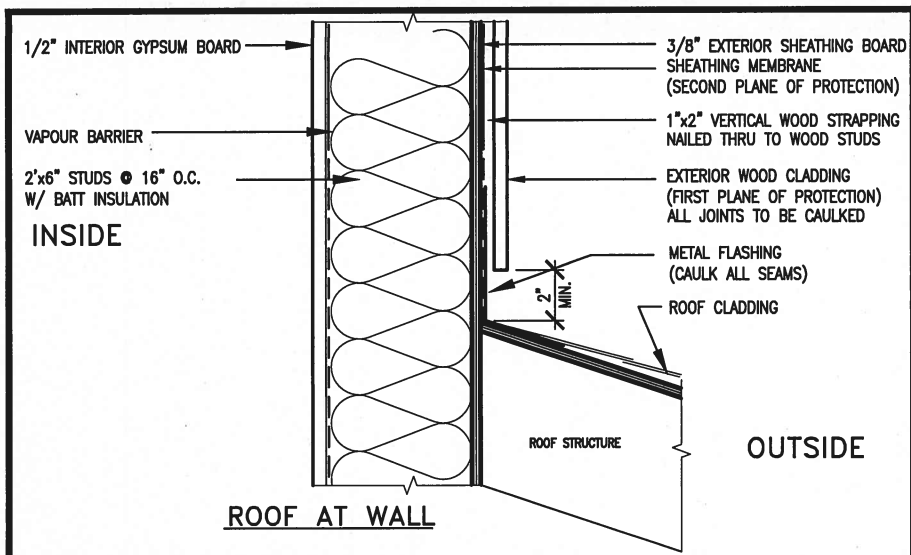 1/2" INTERIOR GYPSUM BOARD
VAPOUR BARRIER
2'x6" STUDS @ 16" O.C.
W/ BATT INSULATION
INSIDE
3/8" EXTERIOR SHEATHING BOARD
SHEATHING MEMBRANE
(SECOND PLANE OF PROTECTION)
1"x2" VERTICAL WOOD STRAPPING
NAILED THRU TO WOOD STUDS
EXTERIOR WOOD CLADDING
(FIRST PLANE OF PROTECTION)
ALL JOINTS TO BE CAULKED
METAL FLASHING
(CAULK ALL SEAMS)
2"
MIN.
ROOF CLADDING
ROOF STRUCTURE
OUTSIDE
ROOF AT WALL